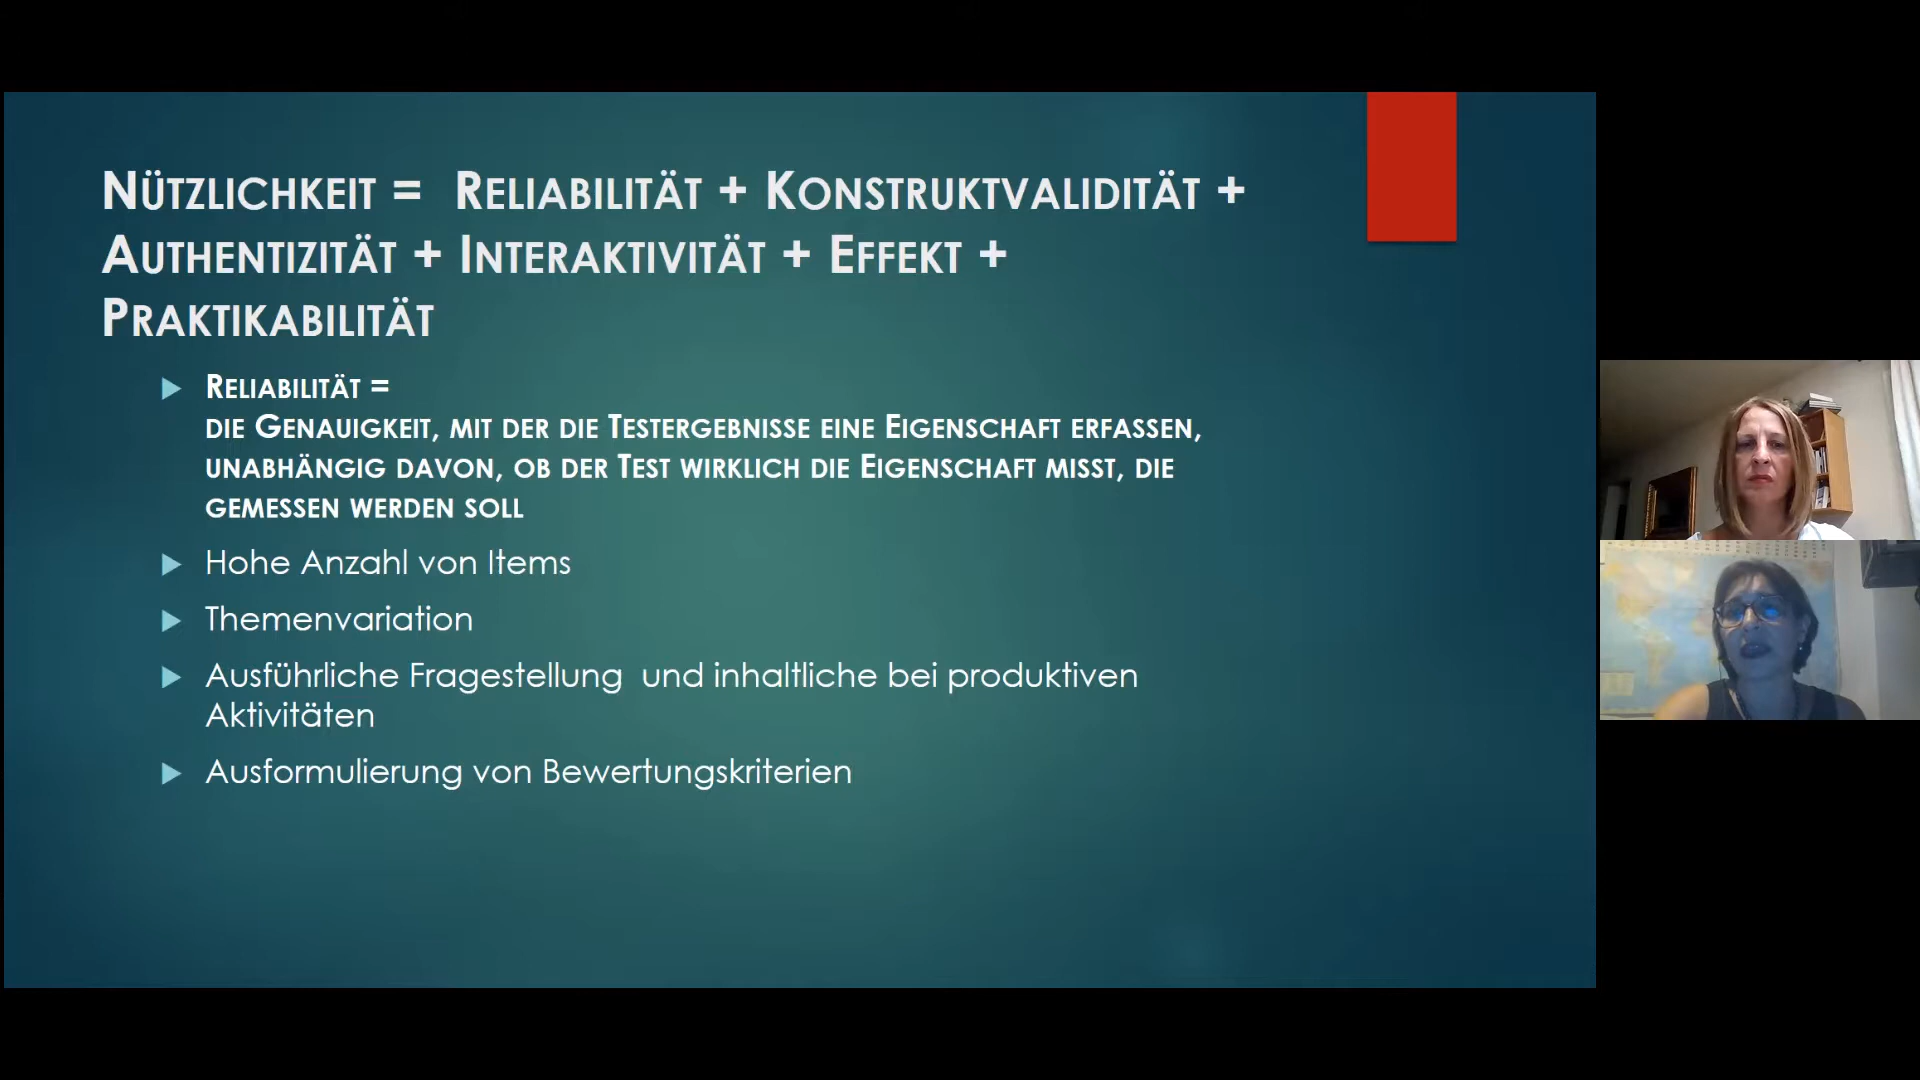 NÜTZLICHKEIT = RELIABILITÄT + KONSTRUKTVALIDITÄT +
AUTHENTIZITÄT + INTERAKTIVITÄT + EFFEKT +
PRAKTIKABILITÄT
RELIABILITÄT =
DIE GENAUIGKEIT, MIT DER DIE TESTERGEBNISSE EINE EIGENSCHAFT ERFASSEN,
UNABHÄNGIG DAVON, OB DER TEST WIRKLICH DIE EIGENSCHAFT MISST, DIE
GEMESSEN WERDEN SOLL
Hohe Anzahl von Items
Themenvariation
Ausführliche Fragestellung und inhaltliche bei produktiven
Aktivitäten
Ausformulierung von Bewertungskriterien